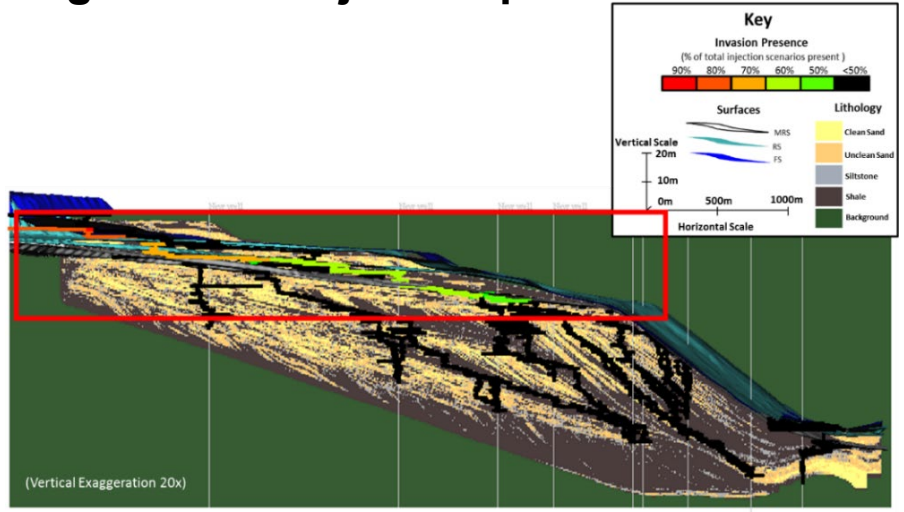 Key
Invasion Presence
(% of total injection scenarios present )
90% 80% 70% 60% 50% <50%
Surfaces
Lithology
MRS
RS
FS
Vertical Scale
20m
10m
0m
500m
1000m
Horizontal Scale
Clean Sand
Unclean Sand
Siltstone
Shale
Background
(Vertical Exaggeration 20x)